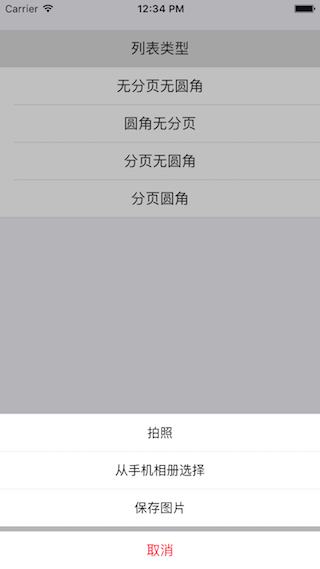 Carrier 12:34 PM
列表类型
无分页无圆角
圆角无分页
分页无圆角
分页圆角
拍照
从手机相册选择
保存图片
取消